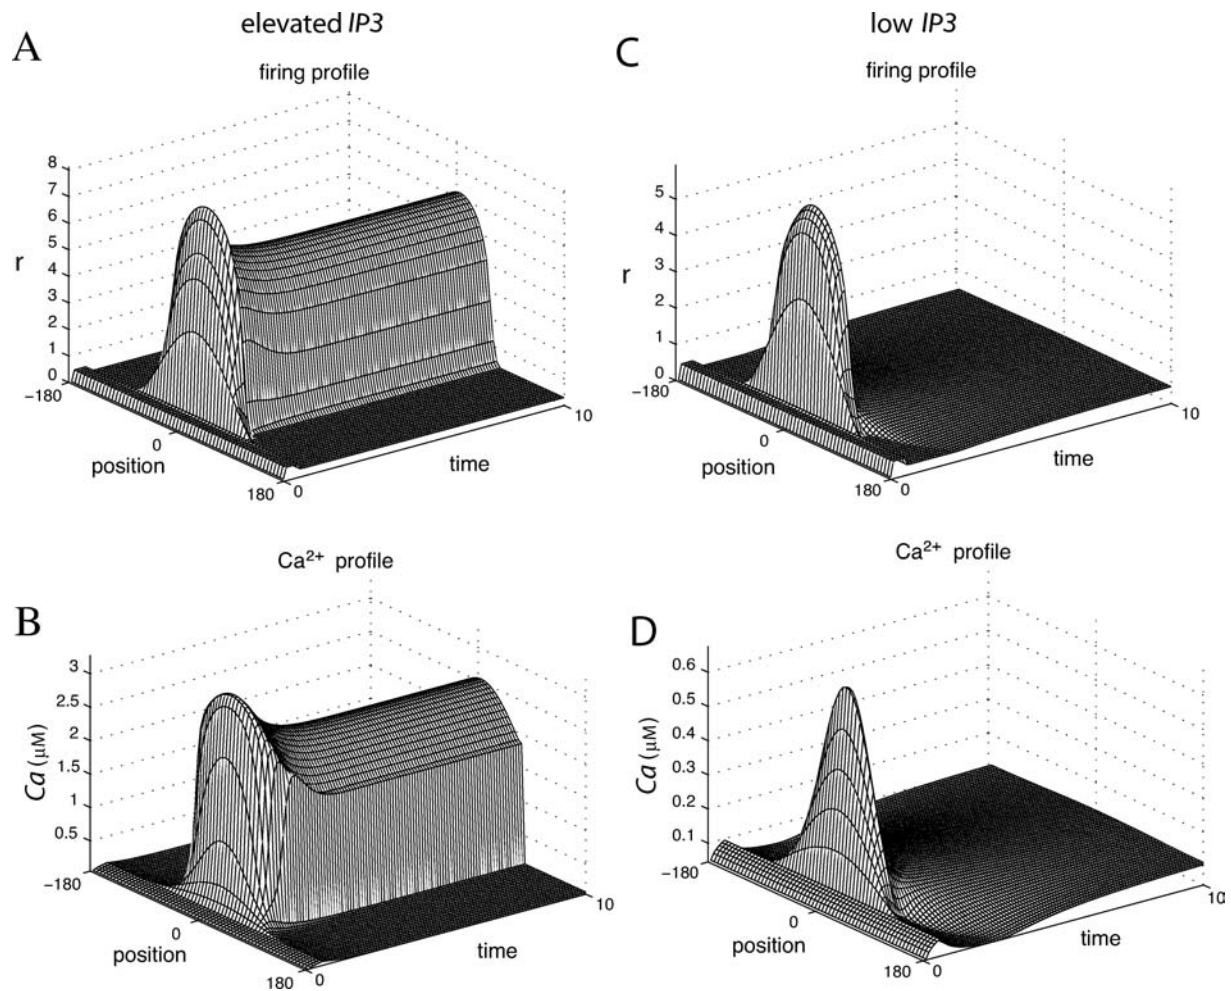 elevated IP3
A
firing profile
8
7
6
5
4
3
2
1
0
r
−180
0
180
position
0
10
time
low IP3
C
firing profile
5
4
3
2
1
0
r
−180
0
180
position
0
10
time
B
Ca²⁺ profile
3
2.5
2
1.5
1
0.5
Ca (μM)
−180
0
180
position
0
10
time
D
Ca²⁺ profile
0.6
0.5
0.4
0.3
0.2
0.1
Ca (μM)
−180
0
180
position
0
10
time